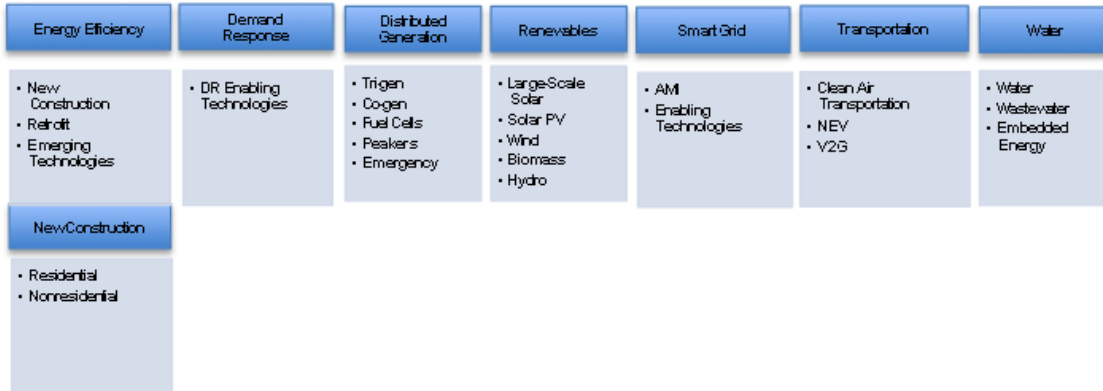 Energy Efficiency
• New
Construction
• Retrofit
• Emerging
Technologies
Demand
Response
• DR Enabling
Technologies
Distributed
Generation
• Trigen
• Co-gen
• Fuel Cells
• Peakers
• Emergency
Renewables
• Large-Scale
Solar
• Solar PV
• Wind
• Biomass
• Hydro
Smart Grid
• AMI
• Enabling
Technologies
Transportation
• Clean Air
Transportation
• NEV
• V2G
Water
• Water
• Wastewater
• Embedded
Energy
New Construction
• Residential
• Nonresidential